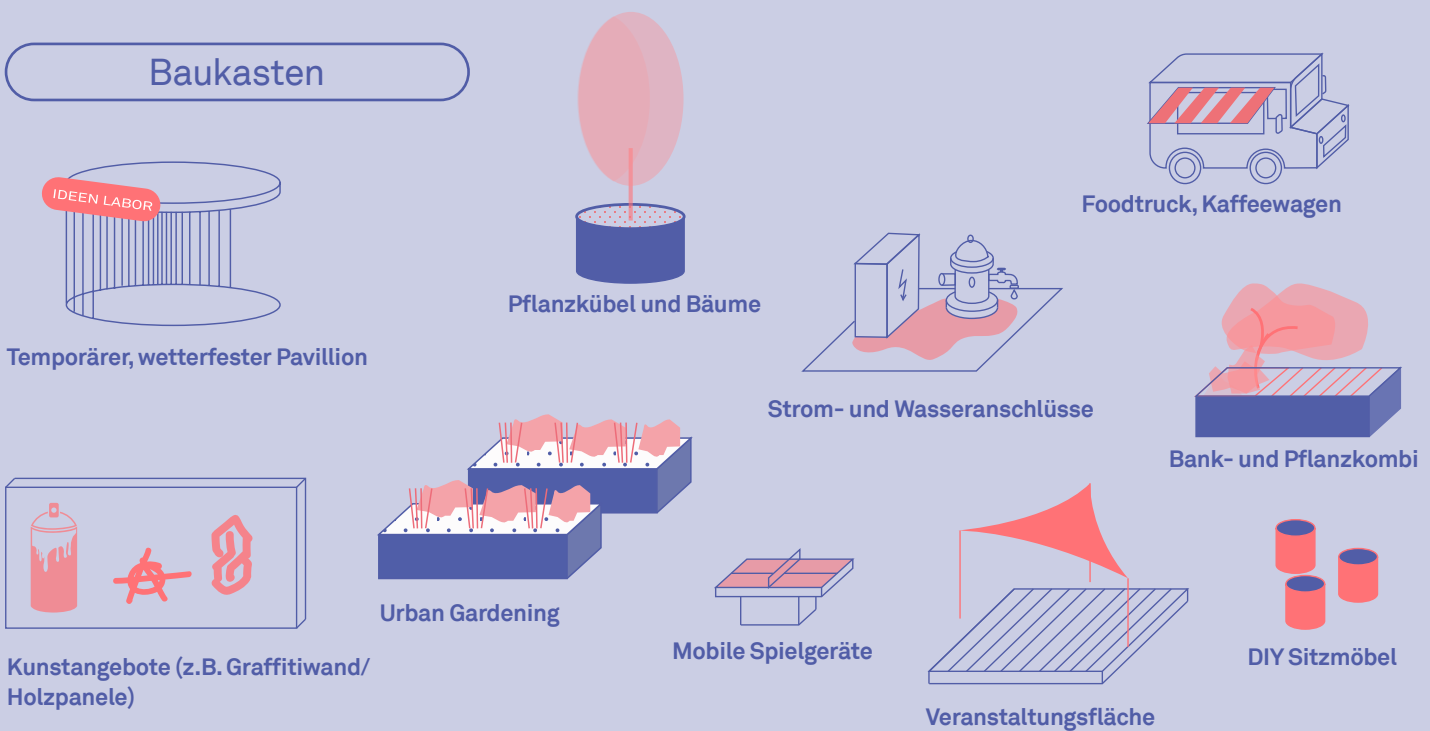 Baukasten
IDEEN LABOR
Temporärer, wetterfester Pavillion
Pflanzkübel und Bäume
Foodtruck, Kaffeewagen
Strom- und Wasseranschlüsse
Bank- und Pflanzkombi
Kunstangebote (z.B. Graffitiwand/
Holzpanele)
Urban Gardening
Mobile Spielgeräte
Veranstaltungsfläche
DIY Sitzmöbel